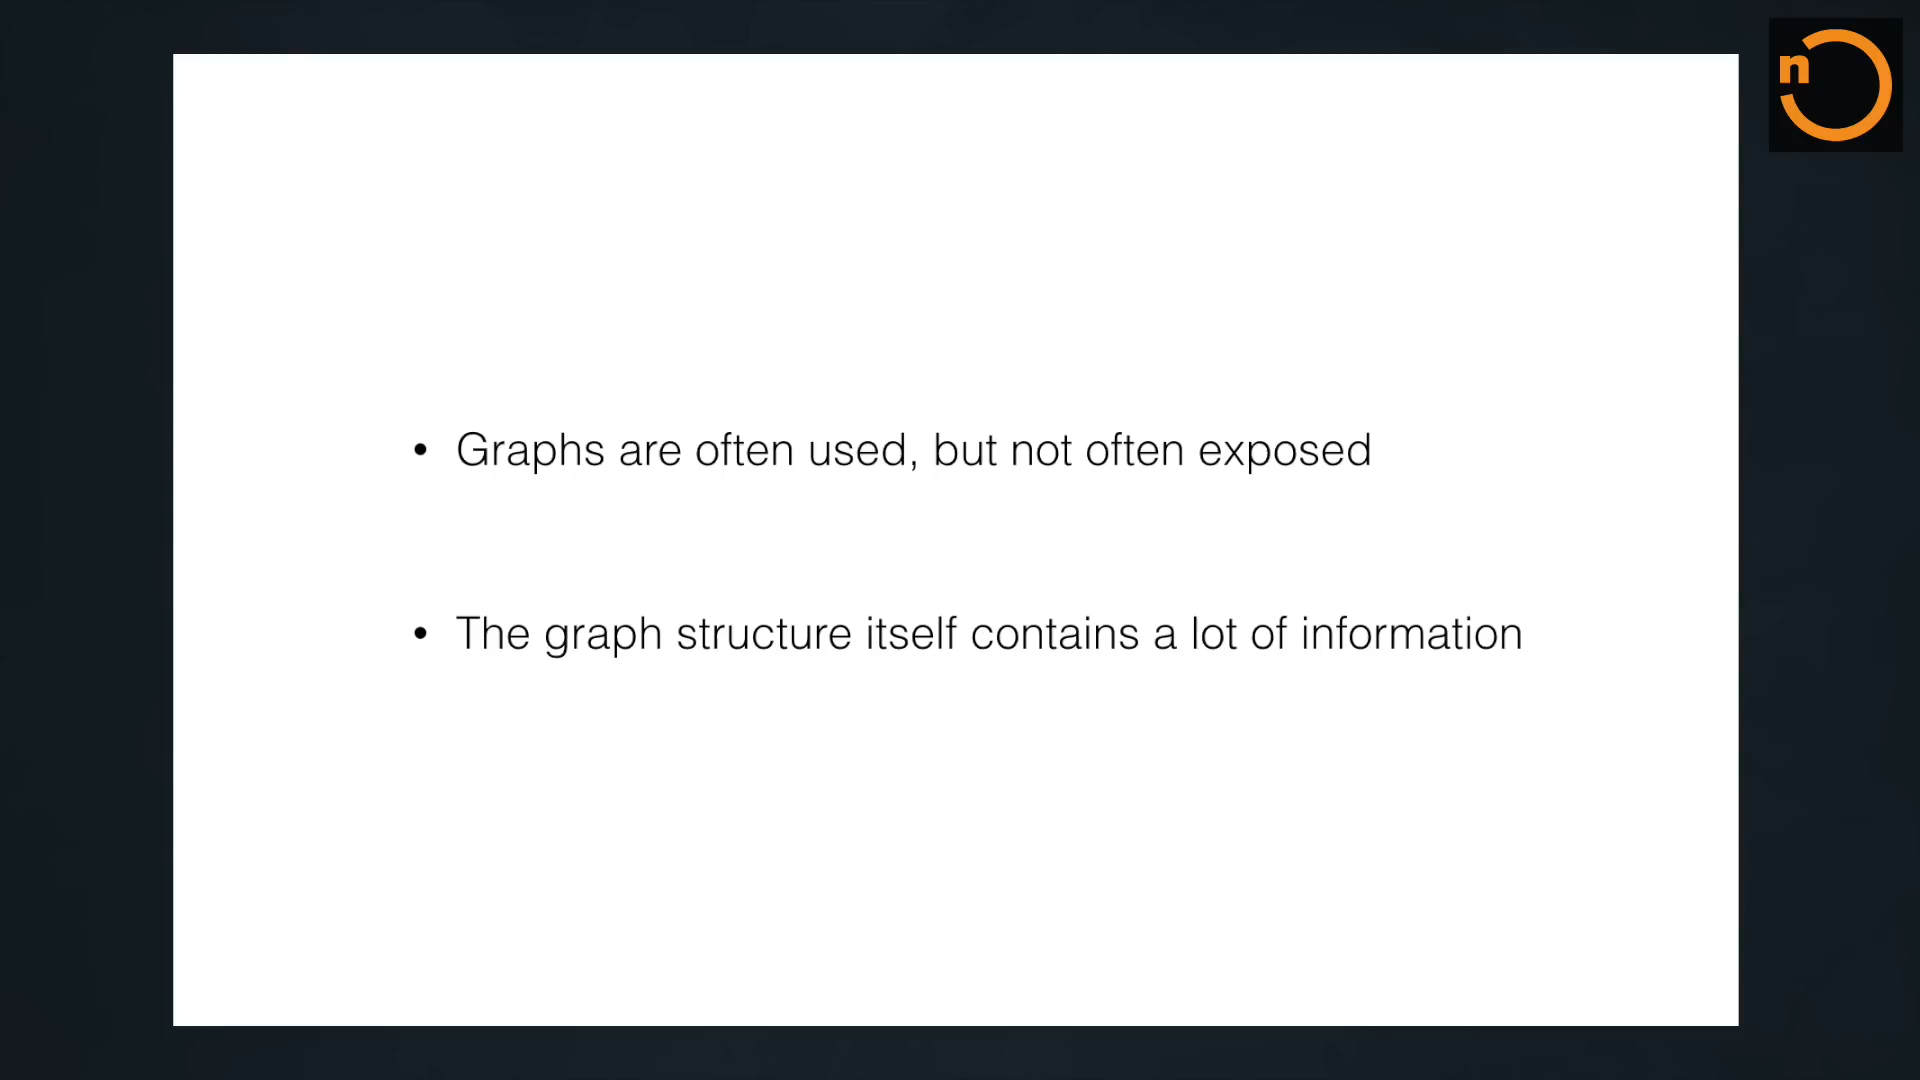 n
• Graphs are often used, but not often exposed
• The graph structure itself contains a lot of information